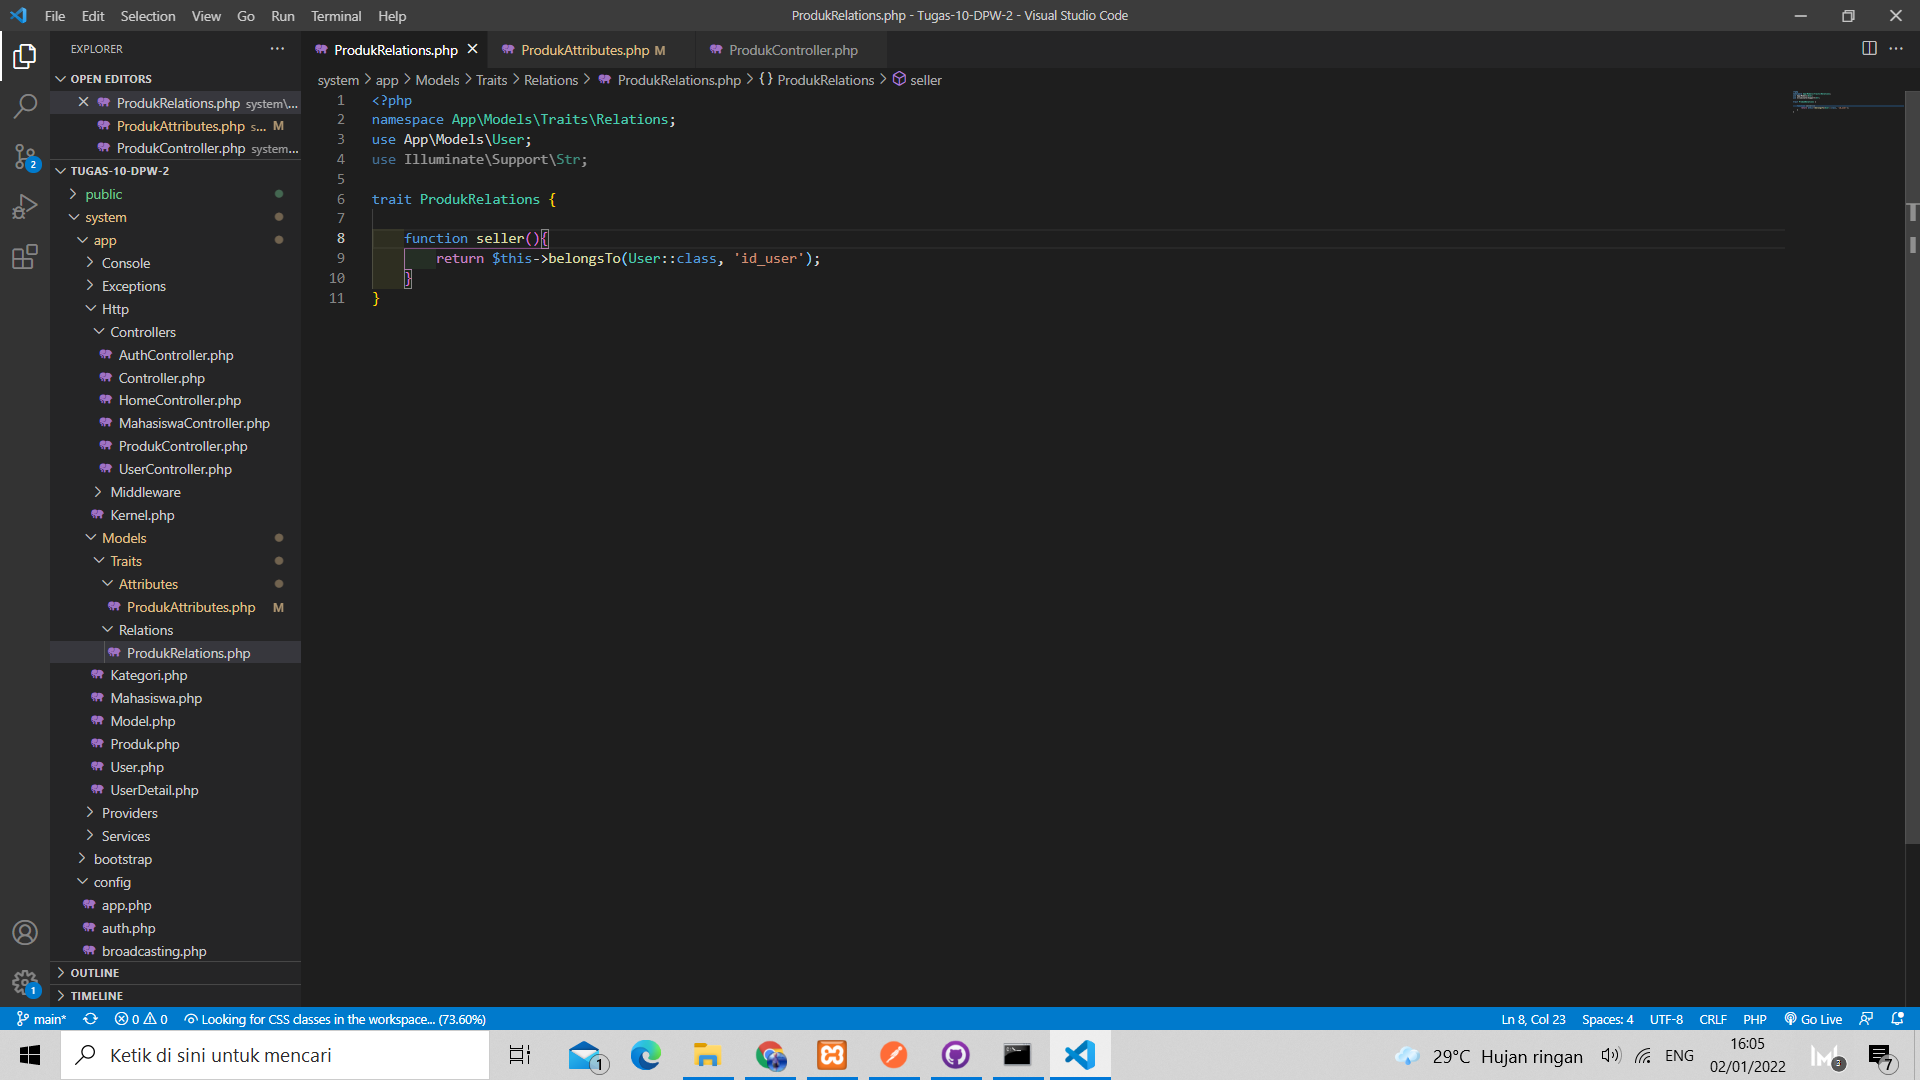 File Edit Selection View Go Run Terminal Help
ProdukRelations.php - Tugas-10-DPW-2 - Visual Studio Code
EXPLORER
OPEN EDITORS
ProdukRelations.php system\...
ProdukAttributes.php s... M
ProdukController.php system...
TUGAS-10-DPW-2
public
system
app
Console
Exceptions
Http
Controllers
AuthController.php
Controller.php
HomeController.php
MahasiswaController.php
ProdukController.php
UserController.php
Middleware
Kernel.php
Models
Traits
Attributes
ProdukAttributes.php M
Relations
ProdukRelations.php
Kategori.php
Mahasiswa.php
Model.php
Produk.php
User.php
UserDetail.php
Providers
Services
bootstrap
config
app.php
auth.php
broadcasting.php
OUTLINE
TIMELINE
2
1
ProdukRelations.php ProdukAttributes.php M ProdukController.php
system > app > Models > Traits > Relations > ProdukRelations.php > {} ProdukRelations > seller
1 <?php
2 namespace App\Models\Traits\Relations;
3 use App\Models\User;
4 use Illuminate\Support\Str;
5
6 trait ProdukRelations {
7
8 function seller(){
9 return $this->belongsTo(User::class, 'id_user');
10 }
11 }
main* 0 0 Looking for CSS classes in the workspace... (73.60%)
Ln 8, Col 23 Spaces: 4 UTF-8 CRLF PHP Go Live
Ketik di sini untuk mencari
1
29°C Hujan ringan ENG
16:05
02/01/2022
3
7